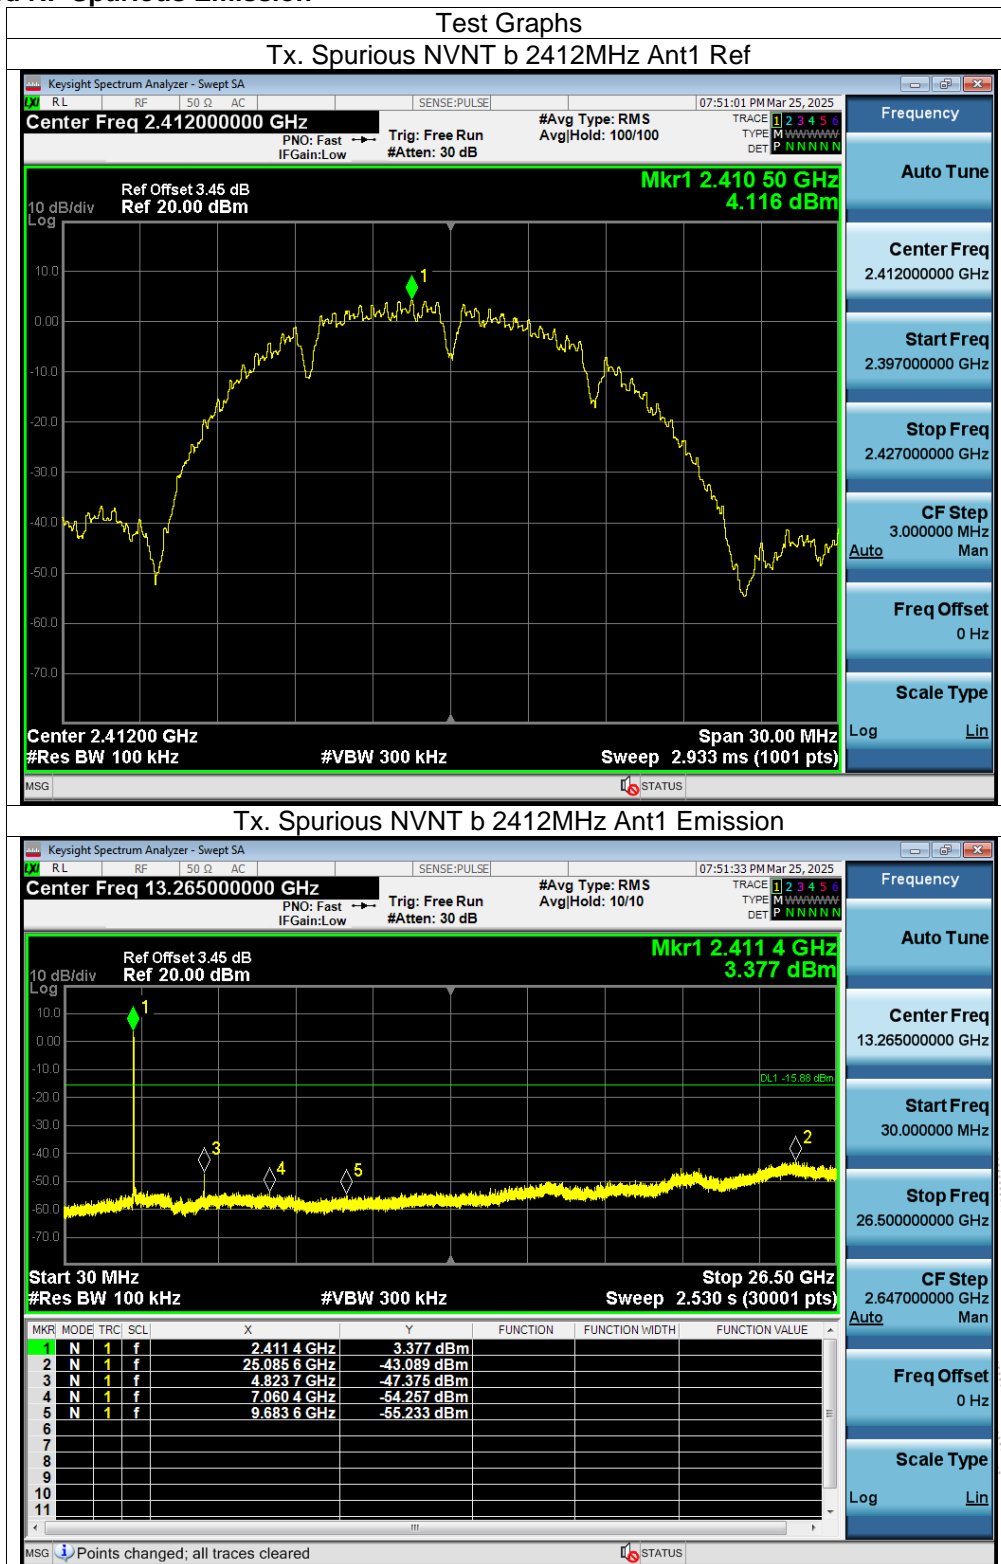 Test Graphs
Tx. Spurious NVNT b 2412MHz Ant1 Ref
Keysight Spectrum Analyzer - Swept SA
LXI RL RF 50 Ω AC SENSE:PULSE 07:51:01 PM Mar 25, 2025
Center Freq 2.412000000 GHz
PNO: Fast
IFGain:Low
Trig: Free Run
#Atten: 30 dB
#Avg Type: RMS
Avg|Hold: 100/100
TRACE 1 2 3 4 5 6
TYPE M WWWWW
DET P N N N N N
Ref Offset 3.45 dB
10 dB/div Ref 20.00 dBm
Log
Mkr1 2.410 50 GHz
4.116 dBm
1
10.0
0.00
-10.0
-20.0
-30.0
-40.0
-50.0
-60.0
-70.0
Center 2.41200 GHz Span 30.00 MHz
#Res BW 100 kHz #VBW 300 kHz Sweep 2.933 ms (1001 pts)
MSG STATUS
Frequency
Auto Tune
Center Freq
2.412000000 GHz
Start Freq
2.397000000 GHz
Stop Freq
2.427000000 GHz
CF Step
3.000000 MHz
Auto Man
Freq Offset
0 Hz
Scale Type
Log Lin
Tx. Spurious NVNT b 2412MHz Ant1 Emission
Keysight Spectrum Analyzer - Swept SA
LXI RL RF 50 Ω AC SENSE:PULSE 07:51:33 PM Mar 25, 2025
Center Freq 13.265000000 GHz
PNO: Fast
IFGain:Low
Trig: Free Run
#Atten: 30 dB
#Avg Type: RMS
Avg|Hold: 10/10
TRACE 1 2 3 4 5 6
TYPE M WWWWW
DET P N N N N N
Ref Offset 3.45 dB
10 dB/div Ref 20.00 dBm
Log
Mkr1 2.411 4 GHz
3.377 dBm
10.0
0.00
-10.0
-20.0
-30.0
-40.0
-50.0
-60.0
-70.0
1
DL1 -15.88 dBm
2
3
4
5
Start 30 MHz Stop 26.50 GHz
#Res BW 100 kHz #VBW 300 kHz Sweep 2.530 s (30001 pts)
MKR MODE TRC SCL X Y FUNCTION FUNCTION WIDTH FUNCTION VALUE
1 N 1 f 2.411 4 GHz 3.377 dBm
2 N 1 f 25.085 6 GHz -43.089 dBm
3 N 1 f 4.823 7 GHz -47.375 dBm
4 N 1 f 7.060 4 GHz -54.257 dBm
5 N 1 f 9.683 6 GHz -55.233 dBm
6
7
8
9
10
11
MSG Points changed; all traces cleared STATUS
Frequency
Auto Tune
Center Freq
13.265000000 GHz
Start Freq
30.000000 MHz
Stop Freq
26.500000000 GHz
CF Step
2.647000000 GHz
Auto Man
Freq Offset
0 Hz
Scale Type
Log Lin